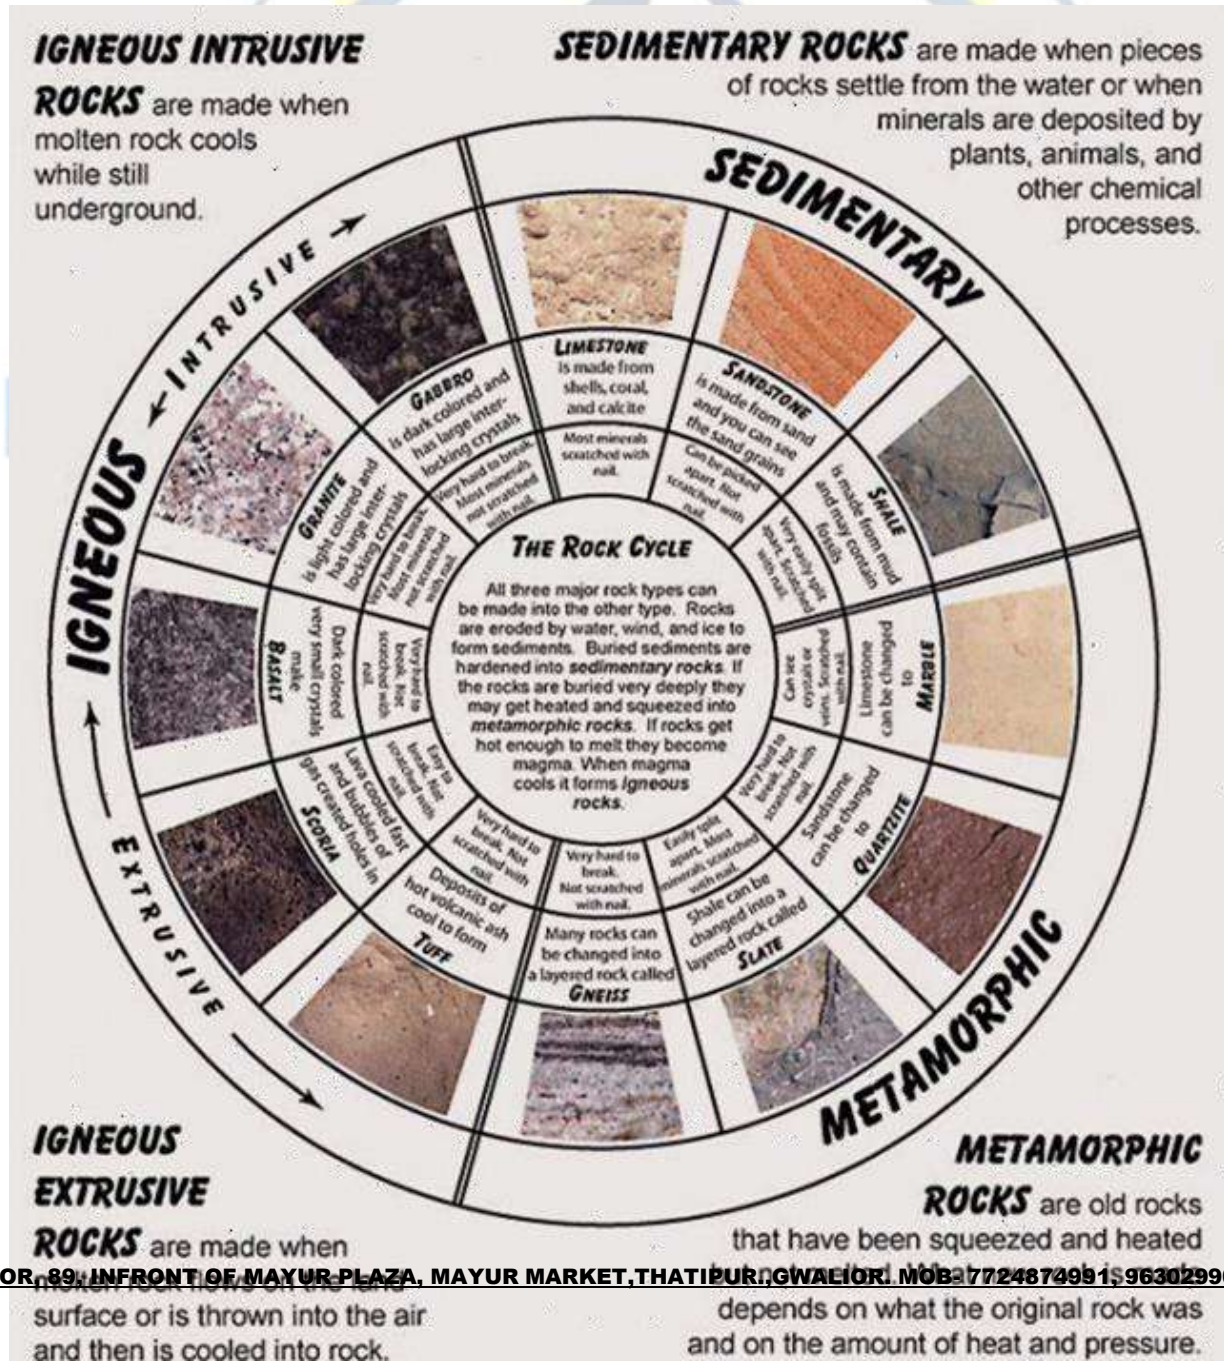 IGNEOUS INTRUSIVE
ROCKS are made when
molten rock cools
while still
underground.
SEDIMENTARY ROCKS are made when pieces
of rocks settle from the water or when
minerals are deposited by
plants, animals, and
other chemical
processes.
SEDIMENTARY
INTRUSIVE
IGNEOUS
EXTRUSIVE
METAMORPHIC
LIMESTONE
is made from
shells, coral,
and calcite
Most minerals
scratched with
nail.
SANDSTONE
is made from sand
and you can see
the sand grains
Can be picked
apart. Not
scratched with
nail.
SHALE
is made from mud
and may contain
fossils
Very easily split
apart. Scratched
with nail.
Limestone
can be changed
to
MARBLE
Can see
crystals or
veins. Scratched
with nail.
Sandstone
can be changed
to
QUARTZITE
Very hard to
break. Not
scratched with
nail.
Easily split
apart. Most
minerals scratched
with nail.
Shale can be
changed into a
layered rock called
SLATE
Very hard to
break.
Not scratched
with nail.
Many rocks can
be changed into
a layered rock called
GNEISS
Very hard to
break. Not
scratched with
nail.
Deposits of
hot volcanic ash
cool to form
TUFF
Easy to
break. Not
scratched with
nail.
Lava cooled fast
and bubbles of
gas created holes in
SCORIA
Very hard to
break. Not
scratched with
nail.
Dark colored
very small crystals
make
BASALT
GRANITE
is light colored and
has large inter-
locking crystals
Very hard to break.
Most minerals
not scratched
with nail.
GABBRO
is dark colored and
has large inter-
locking crystals
Very hard to break.
Most minerals
not scratched
with nail.
THE ROCK CYCLE
All three major rock types can
be made into the other type. Rocks
are eroded by water, wind, and ice to
form sediments. Buried sediments are
hardened into sedimentary rocks. If
the rocks are buried very deeply they
may get heated and squeezed into
metamorphic rocks. If rocks get
hot enough to melt they become
magma. When magma
cools it forms Igneous
rocks.
IGNEOUS
EXTRUSIVE
ROCKS are made when
molten rock flows on the land
surface or is thrown into the air
and then is cooled into rock.
METAMORPHIC
ROCKS are old rocks
that have been squeezed and heated
but not melted. What rock is made
depends on what the original rock was
and on the amount of heat and pressure.
OR, 89, INFRONT OF MAYUR PLAZA, MAYUR MARKET,THATIPUR.,GWALIOR. MOB- 7724874991, 9630299